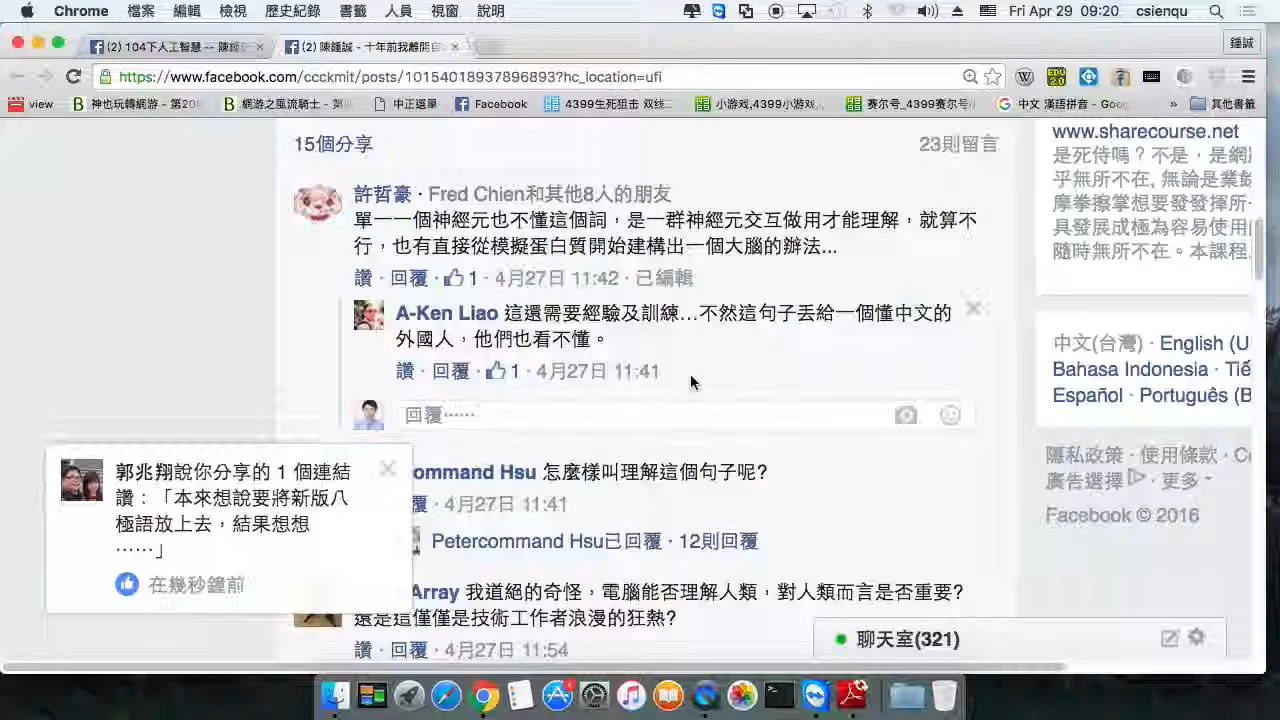 Chrome 檔案 編輯 檢視 歷史紀錄 書籤 人員 視窗 說明 Fri Apr 29 09:20 csienqu
(2) 104下人工智慧 -- 陳鍾
(2) 陳鍾誠 - 十年前我離開自
鍾誠
https://www.facebook.com/ccckmit/posts/10154018937896893?hc_location=ufi
view 神也玩轉網游 - 第20 網游之風流騎士 - 第 中正選單 Facebook 4399生死狙击 双线 小游戏,4399小游戏, 赛尔号_4399赛尔号 中文 漢語拼音 - Goog » 其他書籤
15個分享
23則留言
許哲豪 · Fred Chien和其他8人的朋友
單一一個神經元也不懂這個詞，是一群神經元交互做用才能理解，就算不
行，也有直接從模擬蛋白質開始建構出一個大腦的辦法...
讚 · 回覆 · 1 · 4月27日 11:42 · 已編輯
A-Ken Liao 這還需要經驗及訓練...不然這句子丟給一個懂中文的
外國人，他們也看不懂。
讚 · 回覆 · 1 · 4月27日 11:41
回覆……
ommand Hsu 怎麼樣叫理解這個句子呢?
覆 · 4月27日 11:41
Petercommand Hsu已回覆 · 12則回覆
Array 我道絕的奇怪，電腦能否理解人類，對人類而言是否重要?
還是這僅僅是技術工作者浪漫的狂熱?
讚 · 回覆 · 4月27日 11:54
郭兆翔說你分享的 1 個連結
讚：「本來想說要將新版八
極語放上去，結果想想
……」
在幾秒鐘前
www.sharecourse.net
是死侍嗎？不是，是網
乎無所不在, 無論是業餘
摩拳擦掌想要發發揮所
具發展成極為容易使用
隨時無所不在。本課程
中文(台灣) · English (U
Bahasa Indonesia · Tiế
Español · Português (B
隱私政策 · 使用條款 · C
廣告選擇 · 更多
Facebook © 2016
聊天室(321)
4